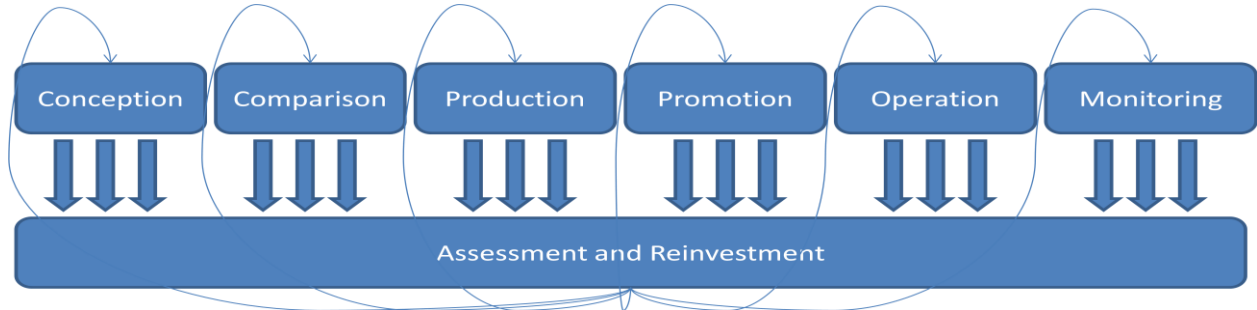 Conception
Comparison
Production
Promotion
Operation
Monitoring
Assessment and Reinvestment